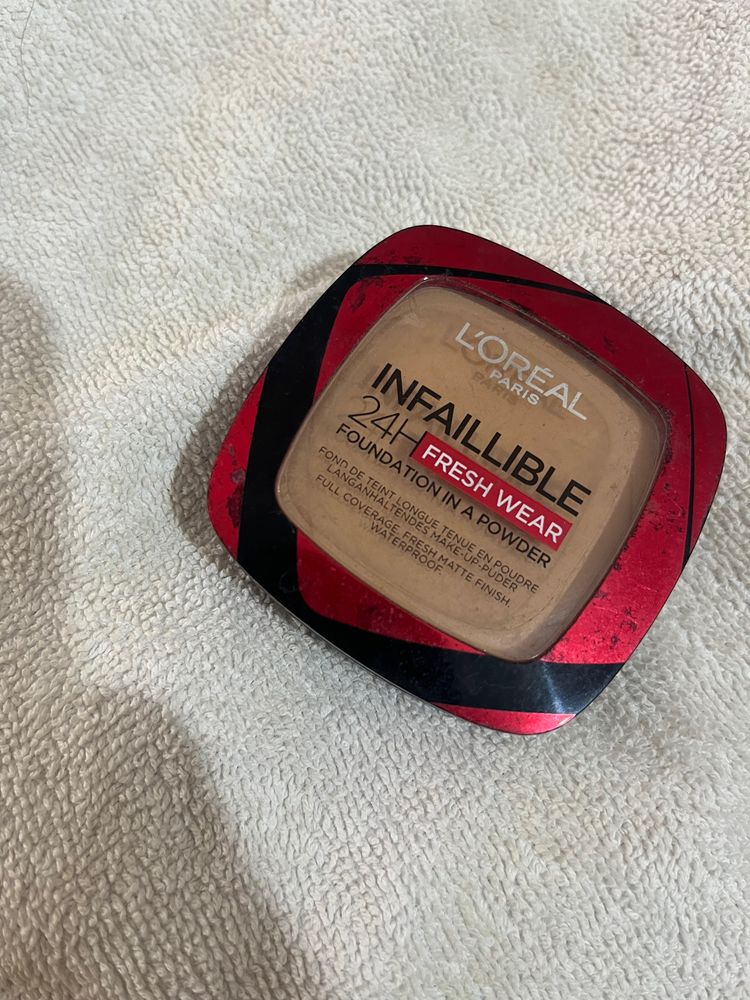 L'ORÉAL
PARIS
INFAILLIBLE
24H FRESH WEAR
FOUNDATION IN A POWDER
FOND DE TEINT LONGUE TENUE EN POUDRE
LANGANHALTENDES MAKE-UP-PUDER
FULL COVERAGE. FRESH MATTE FINISH.
WATERPROOF.